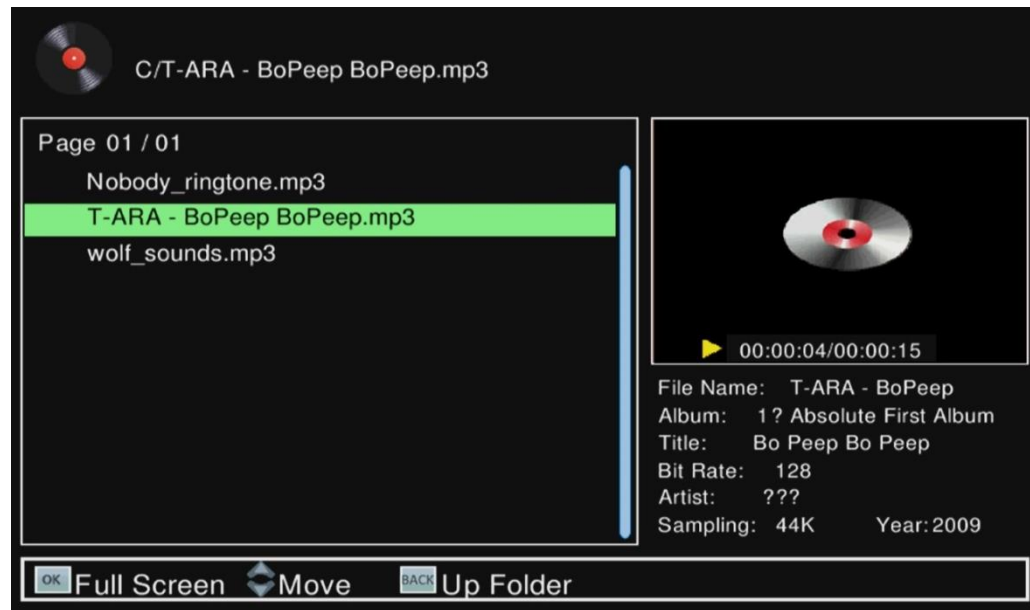 C/T-ARA - BoPeep BoPeep.mp3
Page 01 / 01
Nobody_ringtone.mp3
T-ARA - BoPeep BoPeep.mp3
wolf_sounds.mp3
00:00:04/00:00:15
File Name: T-ARA - BoPeep
Album: 1? Absolute First Album
Title: Bo Peep Bo Peep
Bit Rate: 128
Artist: ???
Sampling: 44K Year:2009
OK Full Screen Move BACK Up Folder